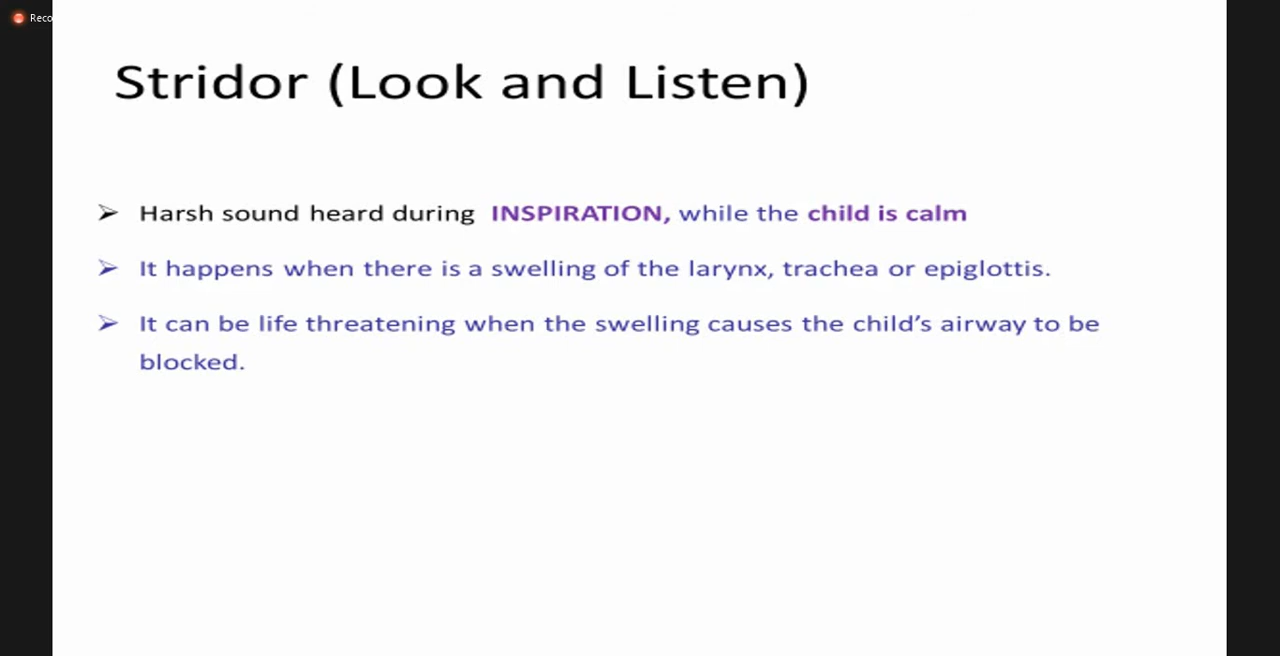 Reco
Stridor (Look and Listen)
➢ Harsh sound heard during INSPIRATION, while the child is calm
➢ It happens when there is a swelling of the larynx, trachea or epiglottis.
➢ It can be life threatening when the swelling causes the child’s airway to be
blocked.